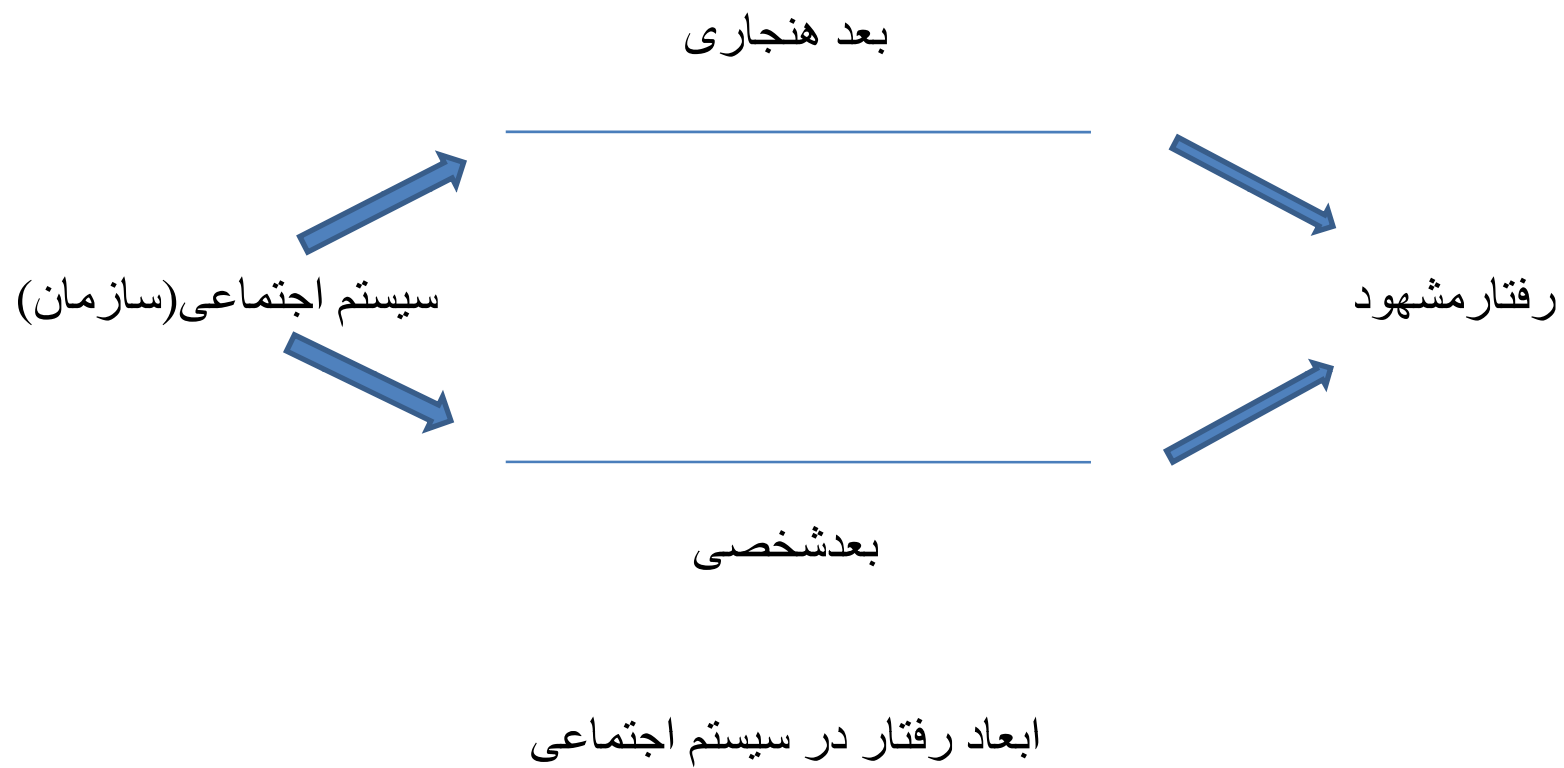 بعد هنجاری
رفتارمشهود
سیستم اجتماعی(سازمان)
بعدشخصی
ابعاد رفتار در سیستم اجتماعی